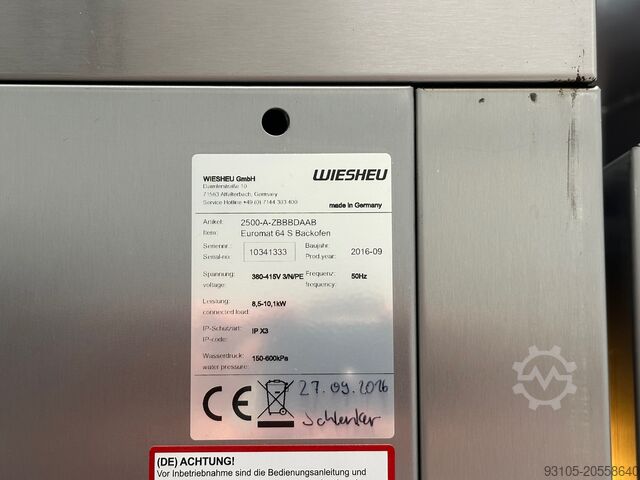 WIESHEU GmbH
WIESHEU
Daimlerstraße 10
71563 Affalterbach, Germany
Service Hotline +49 (0) 7144 303 400
made in Germany
Artikel: 2500-A-ZBBBDAAB
Item: Euromat 64 S Backofen
Seriennr.: Baujahr:
Serial-no: 10341333 Prod.year: 2016-09
Spannung: 380-415V 3/N/PE Frequenz: 50Hz
voltage: frequency:
Leistung: 8,5-10,1kW
connected load:
IP-Schutzart: IP X3
IP-code:
Wasserdruck: 150-600kPa
water pressure:
CE 27.09.2016
Schlenker
(DE) ACHTUNG!
Vor Inbetriebnahme sind die Bedienungsanleitung und
93105-20558640